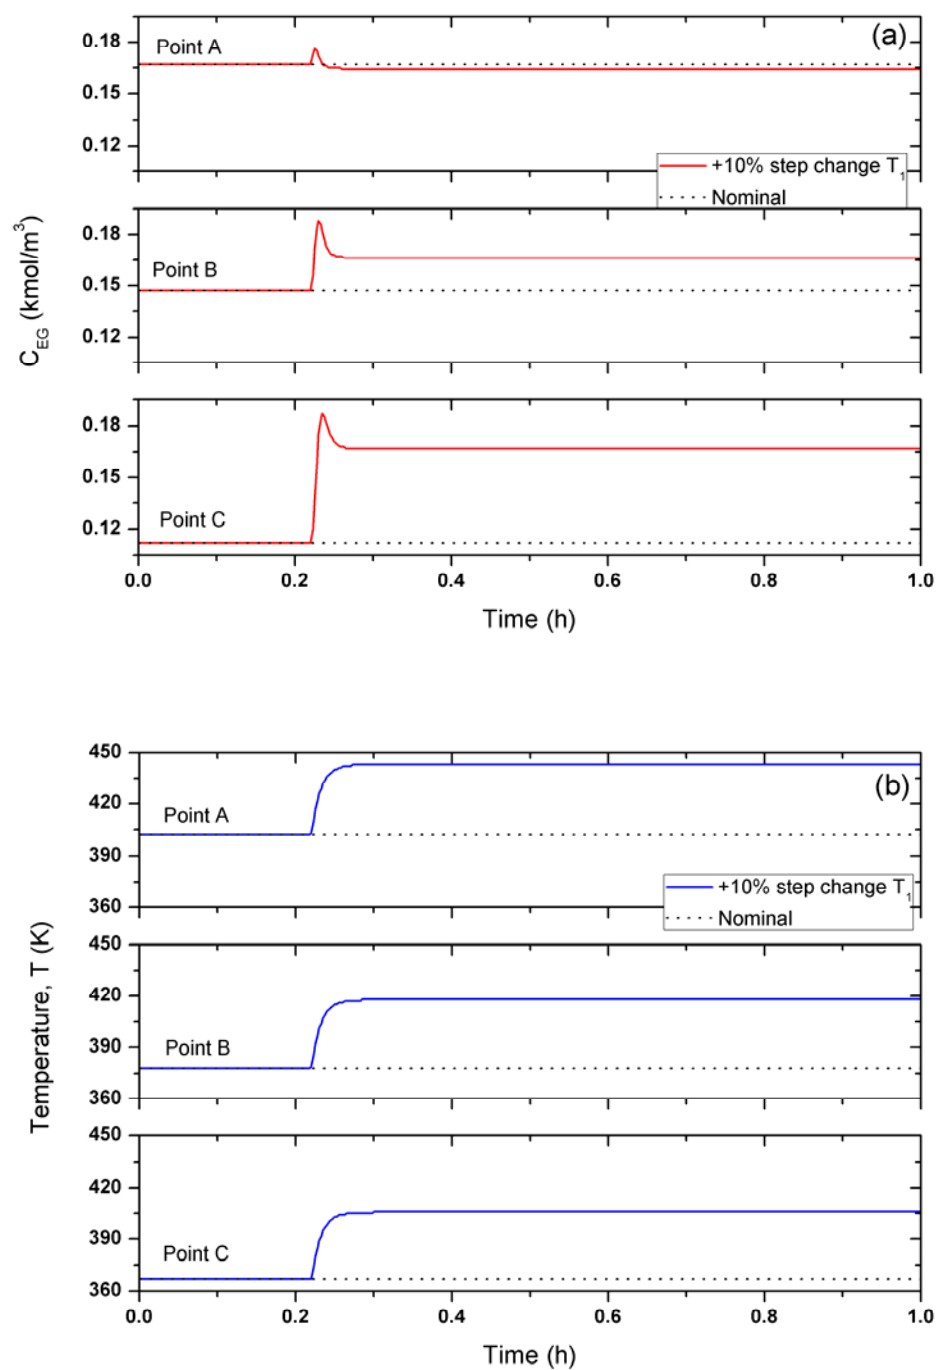 (a)
0.18
Point A
0.15
0.12
+10% step change T1
Nominal
0.18
Point B
0.15
0.12
CEG (kmol/m3)
0.18
0.15
Point C
0.12
0.0 0.2 0.4 0.6 0.8 1.0
Time (h)
450
(b)
420
Point A
390
+10% step change T1
360
Nominal
450
420
Point B
390
360
Temperature, T (K)
450
420
390
Point C
360
0.0 0.2 0.4 0.6 0.8 1.0
Time (h)